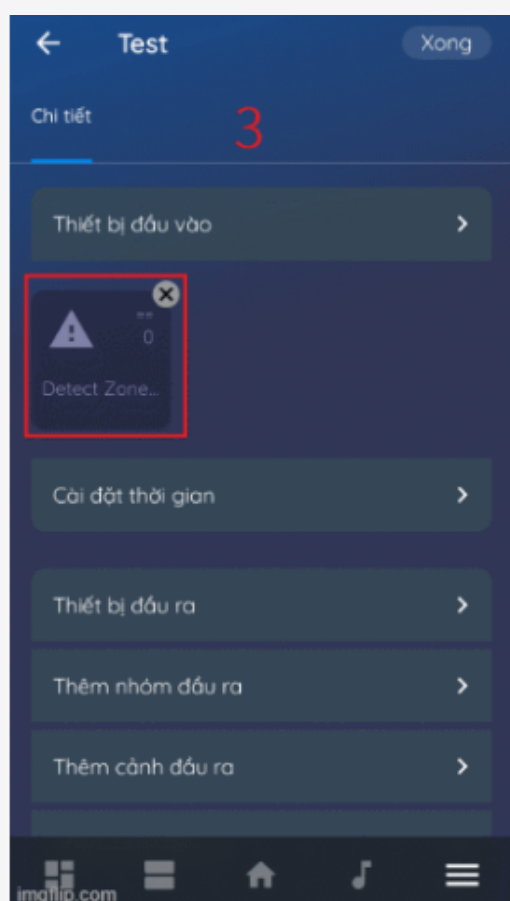 Test
Xong
Chi tiết
3
Thiết bị đầu vào
==
0
Detect Zone...
Cài đặt thời gian
Thiết bị đầu ra
Thêm nhóm đầu ra
Thêm cảnh đầu ra
imgflip.com